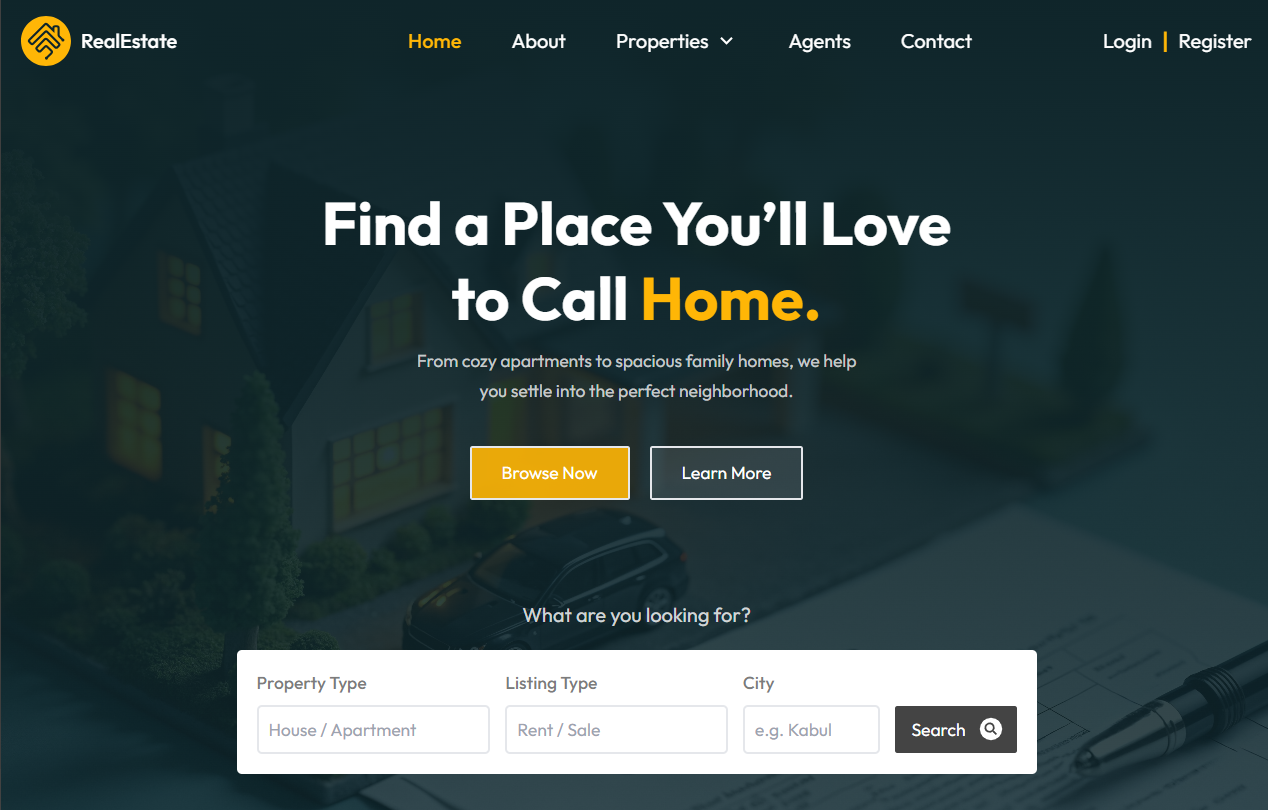 RealEstate
Home
About
Properties
Agents
Contact
Login | Register
Find a Place You’ll Love
to Call Home.
From cozy apartments to spacious family homes, we help
you settle into the perfect neighborhood.
Browse Now
Learn More
What are you looking for?
Property Type
Listing Type
City
House / Apartment
Rent / Sale
e.g. Kabul
Search